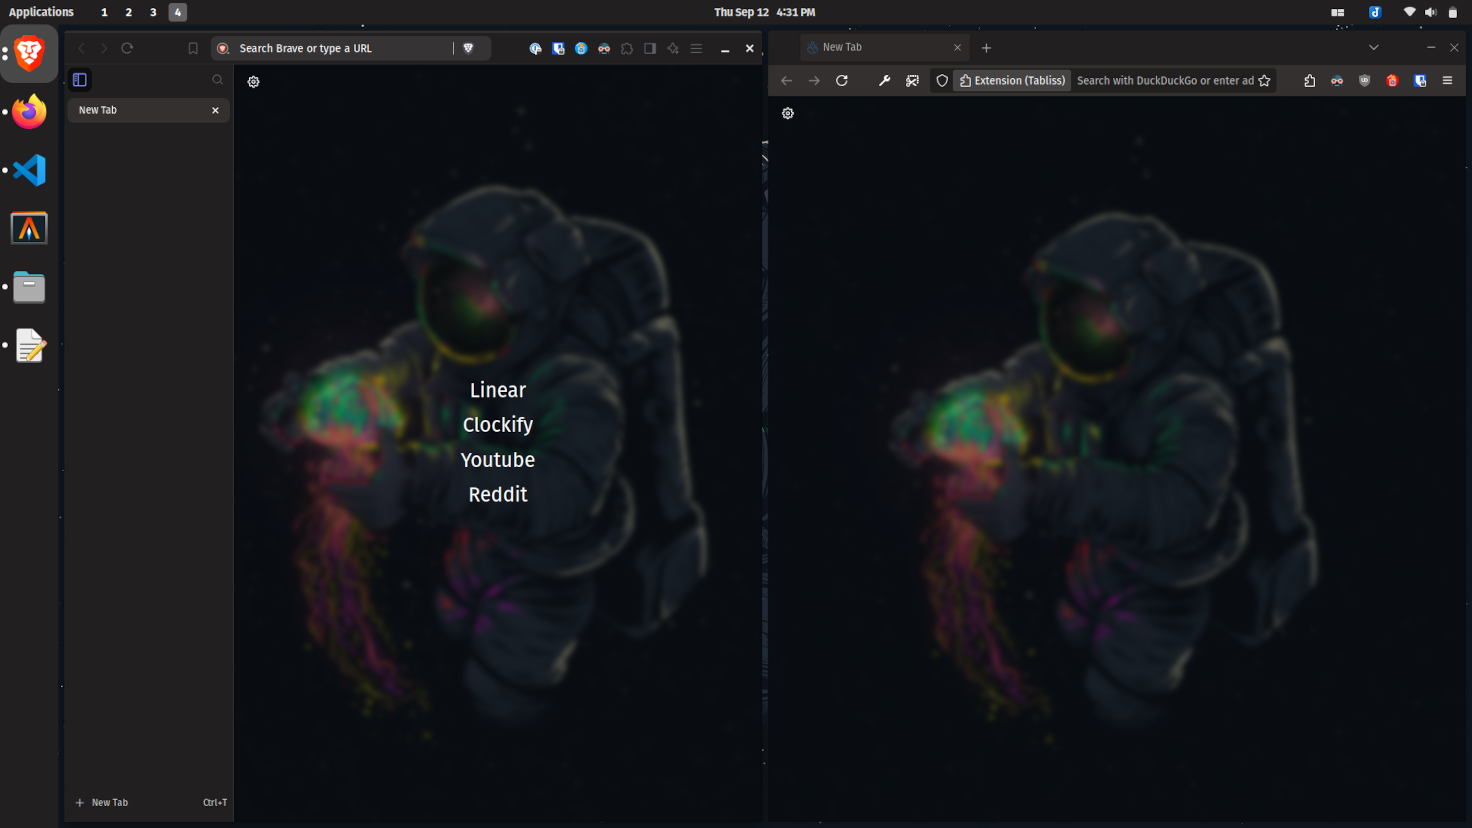 Applications 1 2 3 4 Thu Sep 12 4:31 PM
Search Brave or type a URL
New Tab
Linear
Clockify
Youtube
Reddit
New Tab Ctrl+T
New Tab
Extension (Tabliss) Search with DuckDuckGo or enter ad